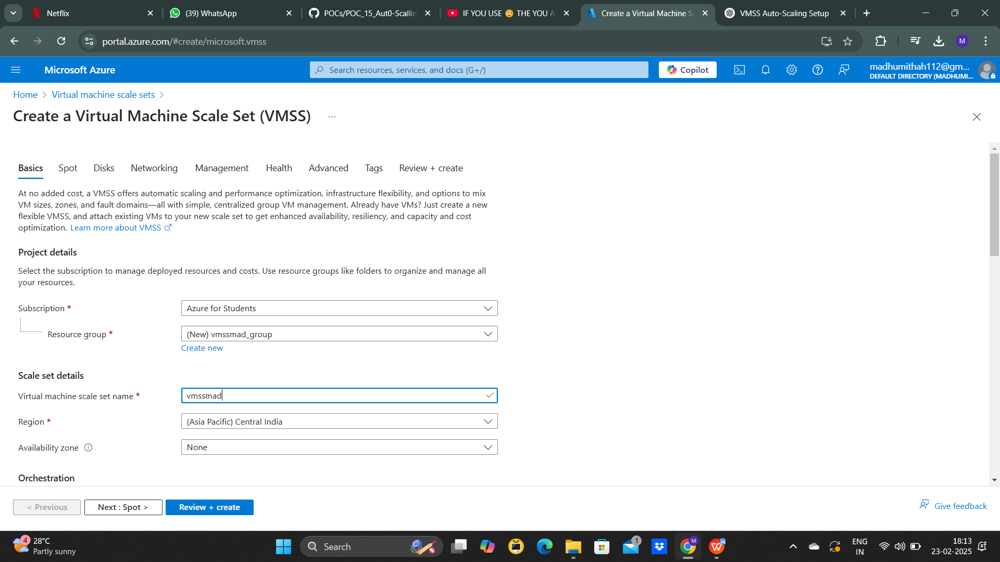 Netflix
(39) WhatsApp
POCs/POC_15_Aut0-Scallin
IF YOU USE 😳 THE YOU A
Create a Virtual Machine Sc
VMSS Auto-Scaling Setup
portal.azure.com/#create/microsoft.vmss
M
Microsoft Azure
Search resources, services, and docs (G+/)
Copilot
madhumithah112@gm...
DEFAULT DIRECTORY (MADHUMI...
Home > Virtual machine scale sets >
Create a Virtual Machine Scale Set (VMSS) ...
Basics
Spot
Disks
Networking
Management
Health
Advanced
Tags
Review + create
At no added cost, a VMSS offers automatic scaling and performance optimization, infrastructure flexibility, and options to mix
VM sizes, zones, and fault domains—all with simple, centralized group VM management. Already have VMs? Just create a new
flexible VMSS, and attach existing VMs to your new scale set to get enhanced availability, resiliency, and capacity and cost
optimization. Learn more about VMSS
Project details
Select the subscription to manage deployed resources and costs. Use resource groups like folders to organize and manage all
your resources.
Subscription *
Azure for Students
Resource group *
(New) vmssmad_group
Create new
Scale set details
Virtual machine scale set name *
vmssmad
Region *
(Asia Pacific) Central India
Availability zone
None
Orchestration
< Previous
Next : Spot >
Review + create
Give feedback
4
28°C
Partly sunny
Search
1
M
W
ENG
IN
18:13
23-02-2025